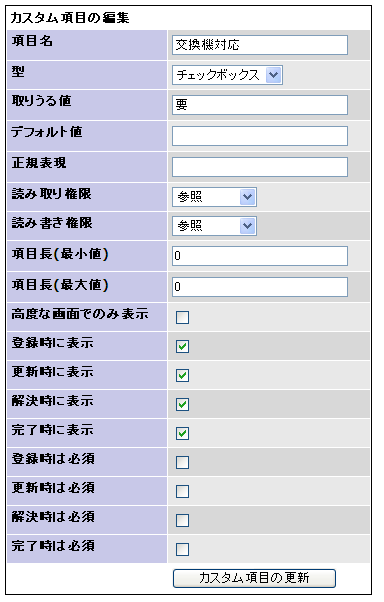 カスタム項目の編集
項目名 交換機対応
型 チェックボックス
取りうる値 要
デフォルト値
正規表現
読み取り権限 参照
読み書き権限 参照
項目長(最小値) 0
項目長(最大値) 0
高度な画面でのみ表示
登録時に表示
更新時に表示
解決時に表示
完了時に表示
登録時は必須
更新時は必須
解決時は必須
完了時は必須
カスタム項目の更新